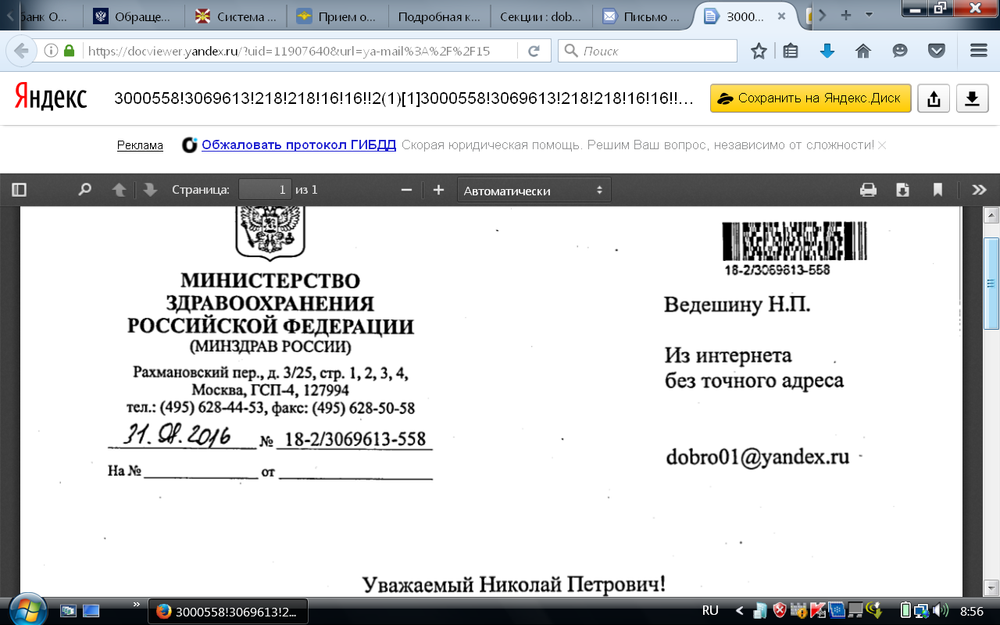 банк О...
Обраще...
Система ...
Прием о...
Подробная к...
Секции : dob...
Письмо ...
3000...
https://docviewer.yandex.ru/?uid=11907640&url=ya-mail%3A%2F%2F15
Поиск
Яндекс
3000558!3069613!218!218!16!16!!2(1)[1]3000558!3069613!218!218!16!16!!...
Сохранить на Яндекс.Диск
Реклама
Обжаловать протокол ГИБДД Скорая юридическая помощь. Решим Ваш вопрос, независимо от сложности!
Страница: 1 из 1
Автоматически
18-2/3069613-558
МИНИСТЕРСТВО
ЗДРАВООХРАНЕНИЯ
РОССИЙСКОЙ ФЕДЕРАЦИИ
(МИНЗДРАВ РОССИИ)
Рахмановский пер., д. 3/25, стр. 1, 2, 3, 4,
Москва, ГСП-4, 127994
тел.: (495) 628-44-53, факс: (495) 628-50-58
31.08.2016 № 18-2/3069613-558
На № от
Ведешину Н.П.
Из интернета
без точного адреса
dobro01@yandex.ru
Уважаемый Николай Петрович!
3000558!3069613!2...
RU
8:56